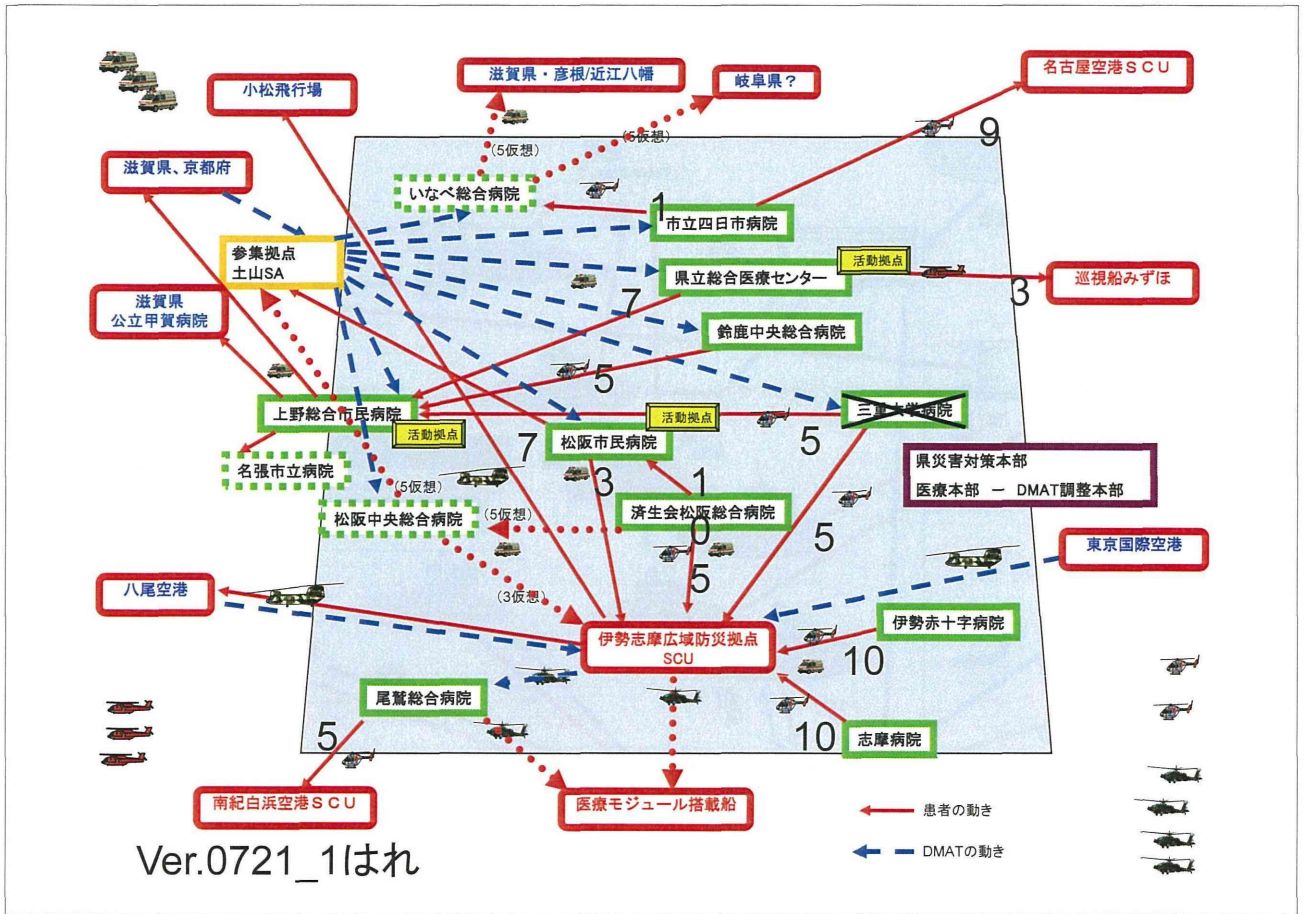 滋賀県・彦根/近江八幡
岐阜県？
名古屋空港ＳＣＵ
小松飛行場
9
(5仮想)
(5仮想)
滋賀県、京都府
いなべ総合病院
1
市立四日市病院
参集拠点
土山SA
活動拠点
県立総合医療センター
3
巡視船みずほ
7
滋賀県
公立甲賀病院
鈴鹿中央総合病院
5
上野総合市民病院
活動拠点
活動拠点
三重大学病院
5
松阪市民病院
7
3
名張市立病院
県災害対策本部
医療本部 － DMAT調整本部
(5仮想)
1
0
松阪中央総合病院
(5仮想)
済生会松阪総合病院
5
5
東京国際空港
八尾空港
(3仮想)
伊勢志摩広域防災拠点
SCU
伊勢赤十字病院
10
尾鷲総合病院
5
10
志摩病院
南紀白浜空港ＳＣＵ
医療モジュール搭載船
患者の動き
DMATの動き
Ver.0721_1はれ